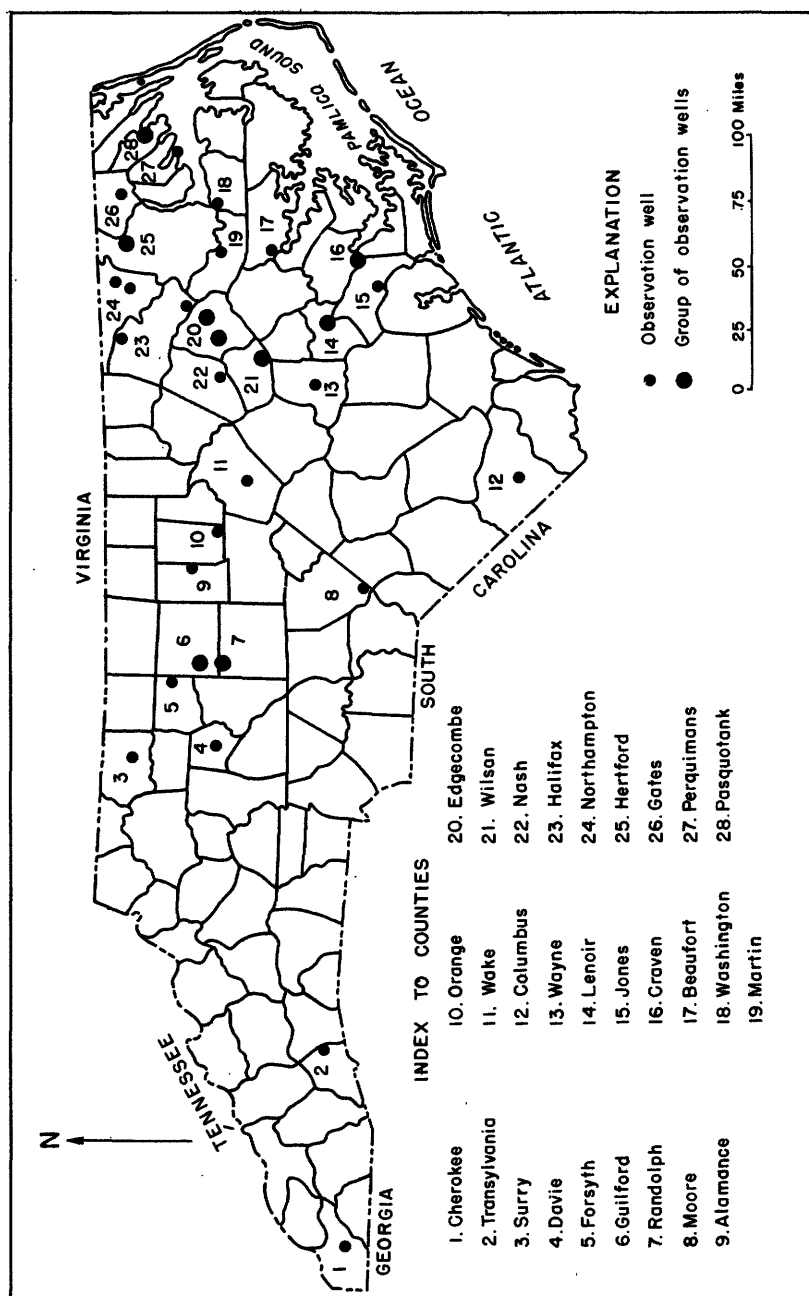 N
VIRGINIA
TENNESSEE
GEORGIA
SOUTH
CAROLINA
ATLANTIC
OCEAN
PAMLICO
SOUND
1
2
3
4
5
6
7
8
9
10
11
12
13
14
15
16
17
18
19
20
21
22
23
24
25
26
27
28
INDEX TO COUNTIES
1. Cherokee
2. Transylvania
3. Surry
4. Davie
5. Forsyth
6. Guilford
7. Randolph
8. Moore
9. Alamance
10. Orange
11. Wake
12. Columbus
13. Wayne
14. Lenoir
15. Jones
16. Craven
17. Beaufort
18. Washington
19. Martin
20. Edgecombe
21. Wilsan
22. Nash
23. Halifax
24. Northampton
25. Hertford
26. Gates
27. Perquimans
28. Pasquotank
EXPLANATION
Observation well
Group of observation wells
0 25 50 75 100 Miles